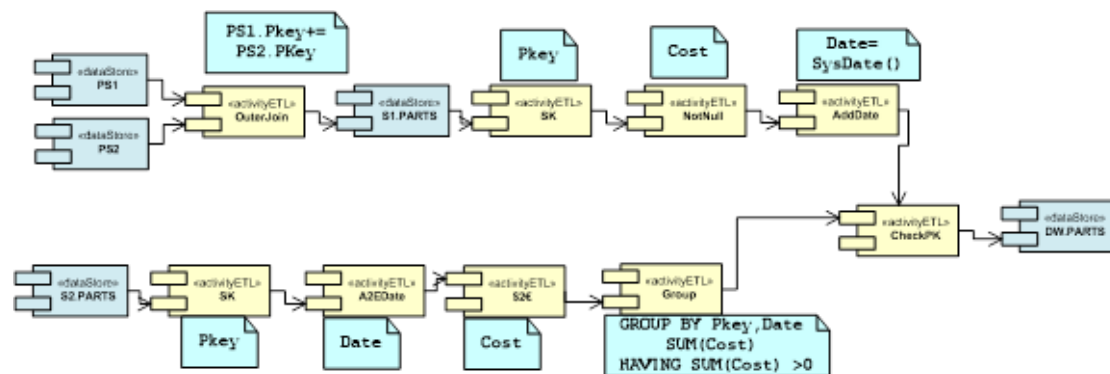 PS1.Pkey+=
PS2.PKey
Pkey
Cost
Date=
SysDate()
«dataStore»
PS1
«dataStore»
PS2
«activityETL»
OuterJoin
«dataStore»
S1.PARTS
«activityETL»
SK
«activityETL»
NotNull
«activityETL»
AddDate
«activityETL»
CheckPK
«dataStore»
DW.PARTS
«dataStore»
S2.PARTS
«activityETL»
SK
«activityETL»
A2EDate
«activityETL»
S2€
«activityETL»
Group
Pkey
Date
Cost
GROUP BY Pkey,Date
SUM(Cost)
HAVING SUM(Cost) >0